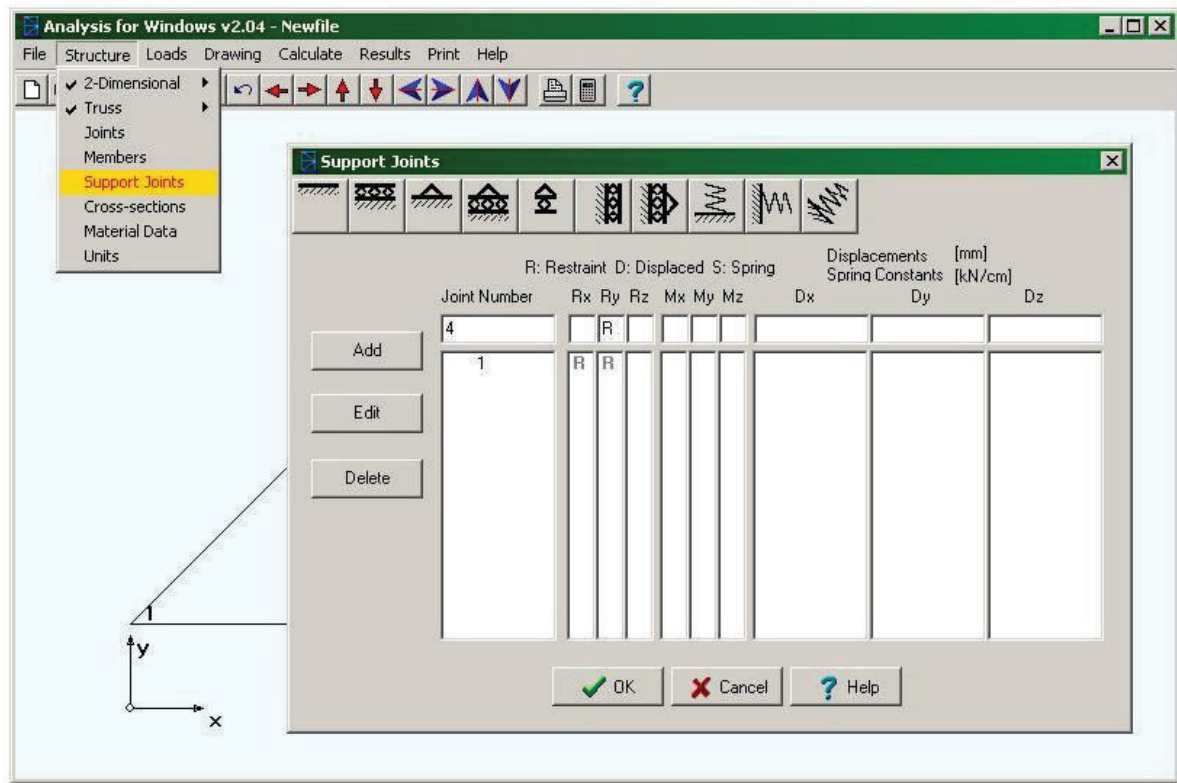 Analysis for Windows v2.04 - Newfile
File Structure Loads Drawing Calculate Results Print Help
2-Dimensional
Truss
Joints
Members
Support Joints
Cross-sections
Material Data
Units
Support Joints
R: Restraint D: Displaced S: Spring
Displacements [mm]
Spring Constants [kN/cm]
Joint Number Rx Ry Rz Mx My Mz Dx Dy Dz
4 R
Add
1 R R
Edit
Delete
OK Cancel ? Help
1
y
x